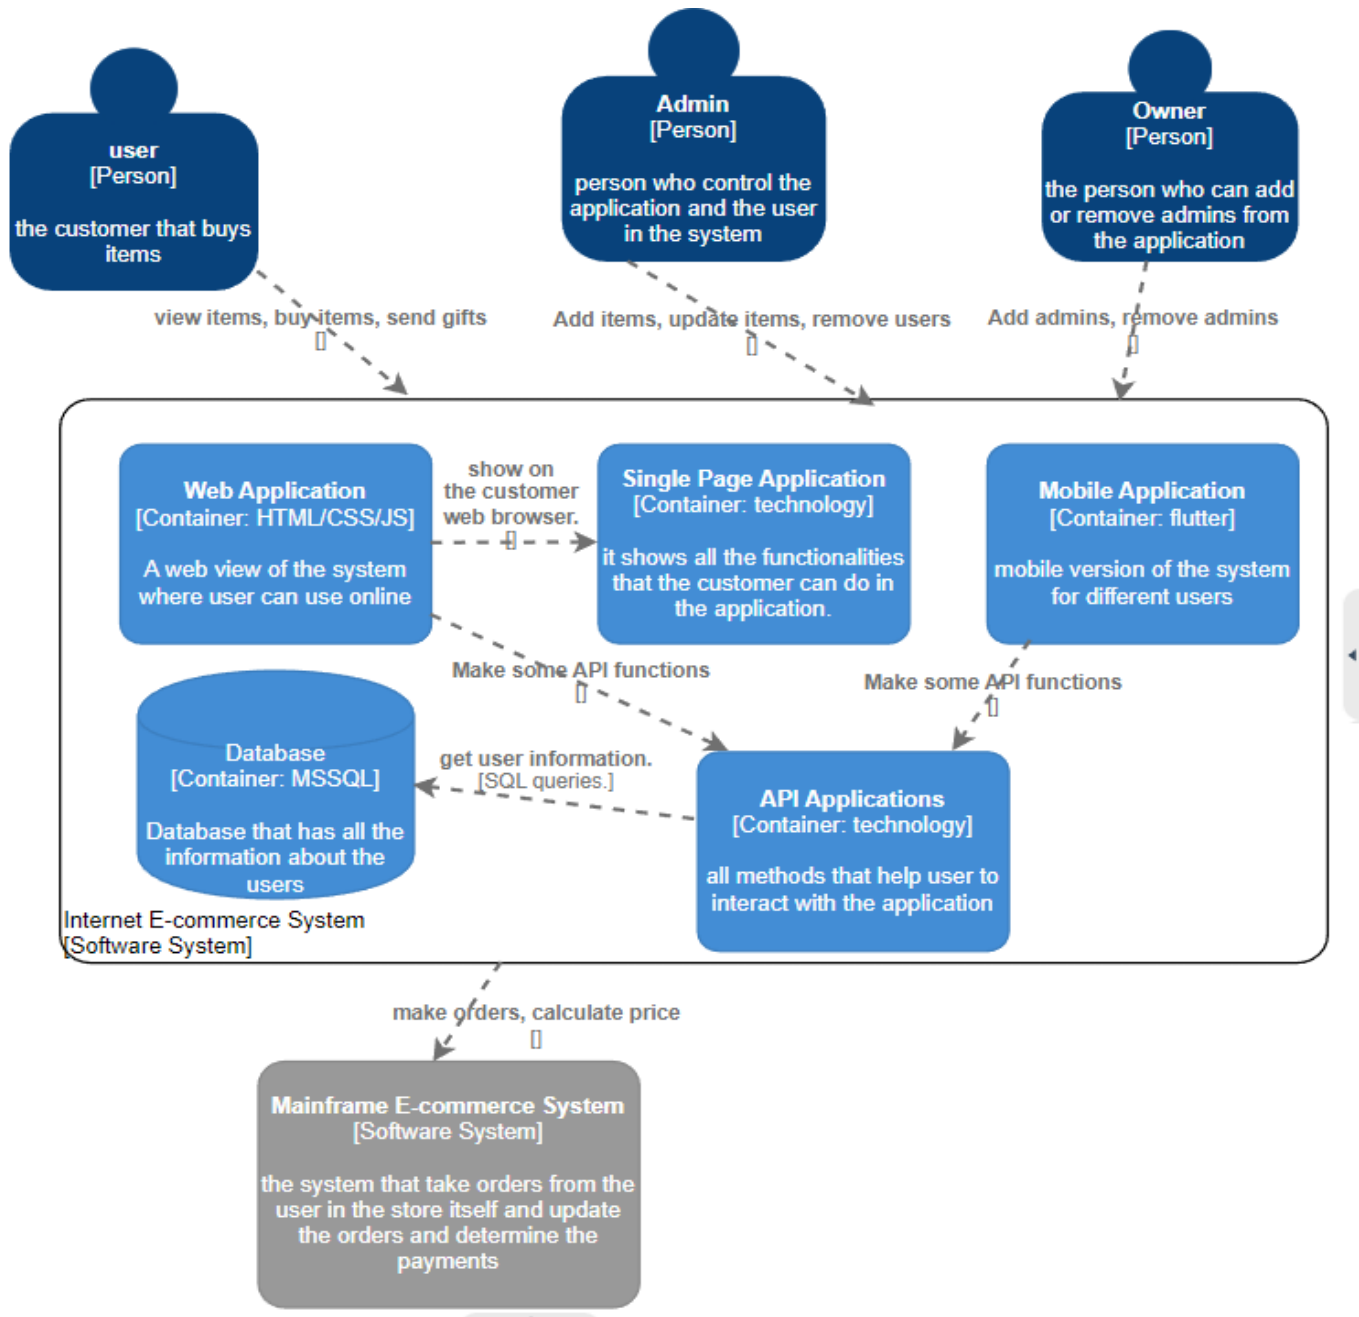 user
[Person]
the customer that buys
items
Admin
[Person]
person who control the
application and the user
in the system
Owner
[Person]
the person who can add
or remove admins from
the application
view items, buy items, send gifts
[]
Add items, update items, remove users
[]
Add admins, remove admins
[]
Web Application
[Container: HTML/CSS/JS]
A web view of the system
where user can use online
show on
the customer
web browser.
[]
Single Page Application
[Container: technology]
it shows all the functionalities
that the customer can do in
the application.
Mobile Application
[Container: flutter]
mobile version of the system
for different users
Make some API functions
[]
Make some API functions
[]
Database
[Container: MSSQL]
Database that has all the
information about the
users
get user information.
[SQL queries.]
API Applications
[Container: technology]
all methods that help user to
interact with the application
Internet E-commerce System
[Software System]
make orders, calculate price
[]
Mainframe E-commerce System
[Software System]
the system that take orders from the
user in the store itself and update
the orders and determine the
payments